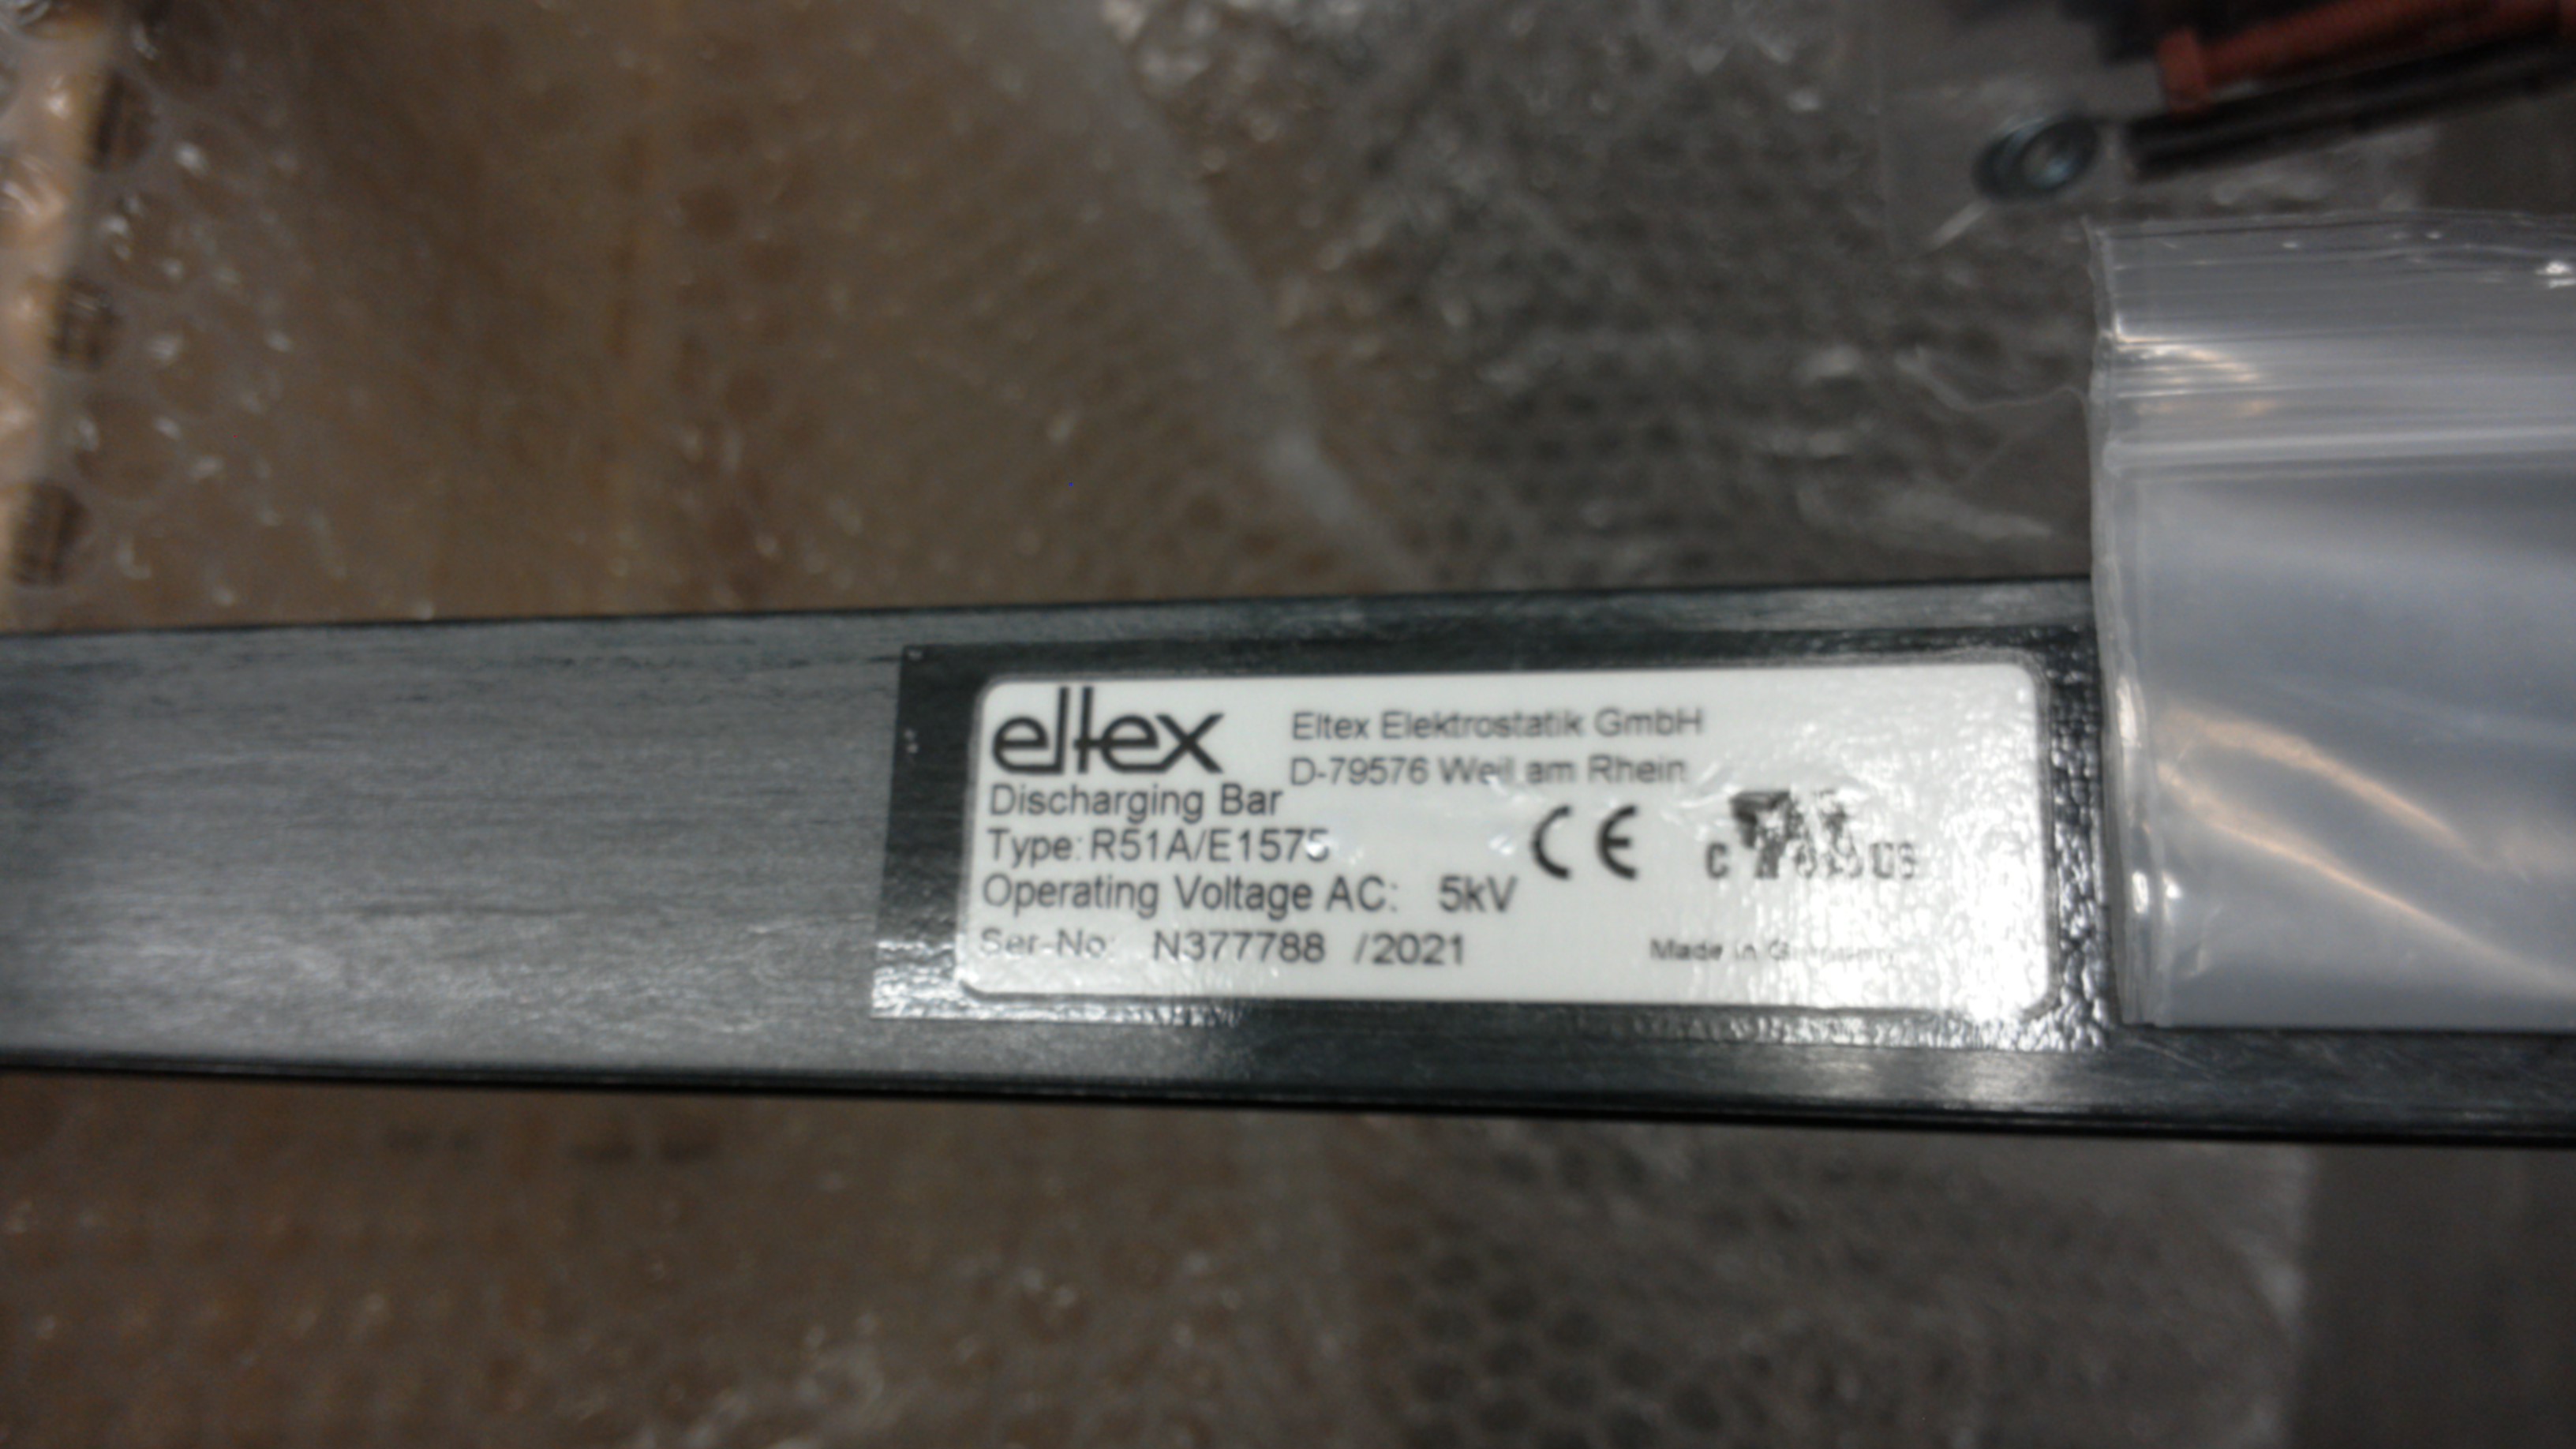 eltex
Eltex Elektrostatik GmbH
D-79576 Weil am Rhein
Discharging Bar
Type: R51A/E1575
CE
Operating Voltage AC: 5kV
Ser-No: N377788 /2021
Made in Germany